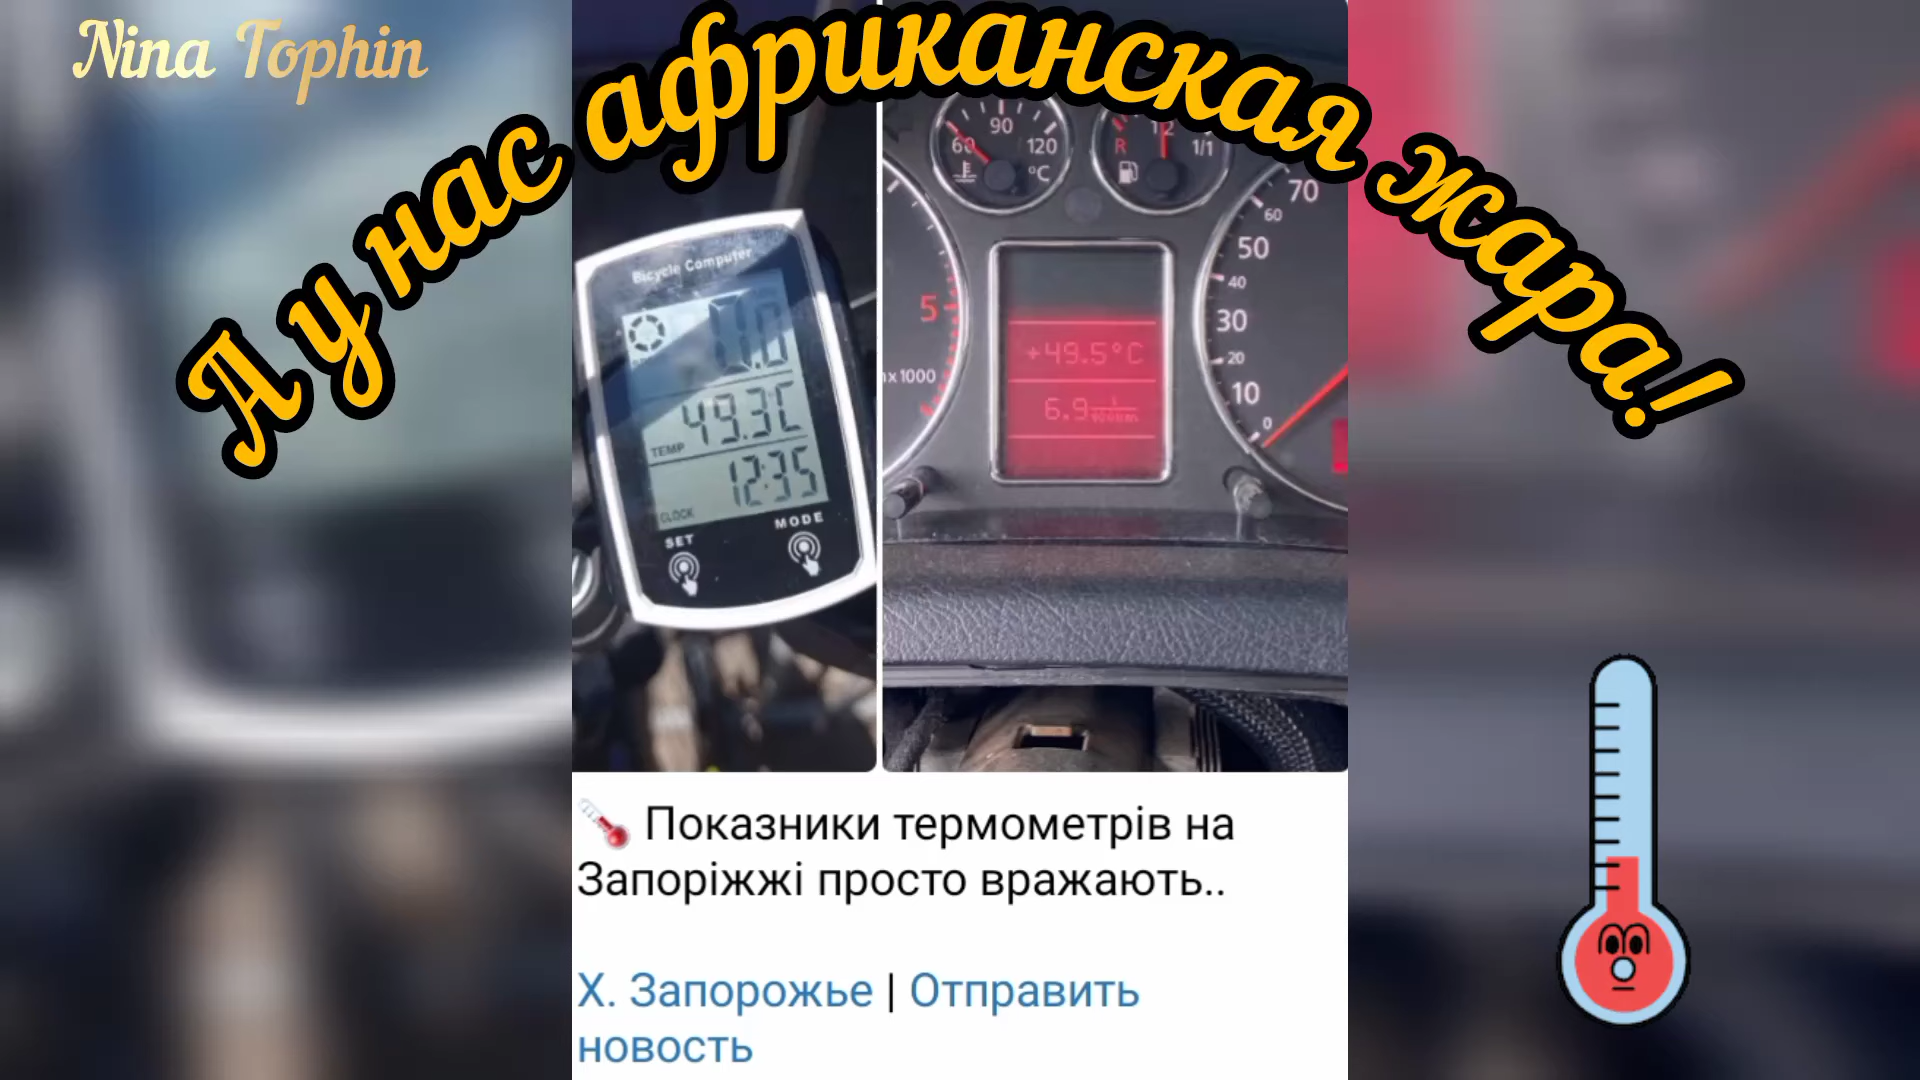 Nina Tophin
А у нас африканская жара!
Bicycle Computer
0.0
49.3C
TEMP
12:35
CLOCK
SET
MODE
60
90
120
°C
R
1/1
5
x1000
+49.5°C
6.9
70
60
50
40
30
20
10
0
Показники термометрів на
Запоріжжі просто вражають..
Х. Запорожье | Отправить
новость